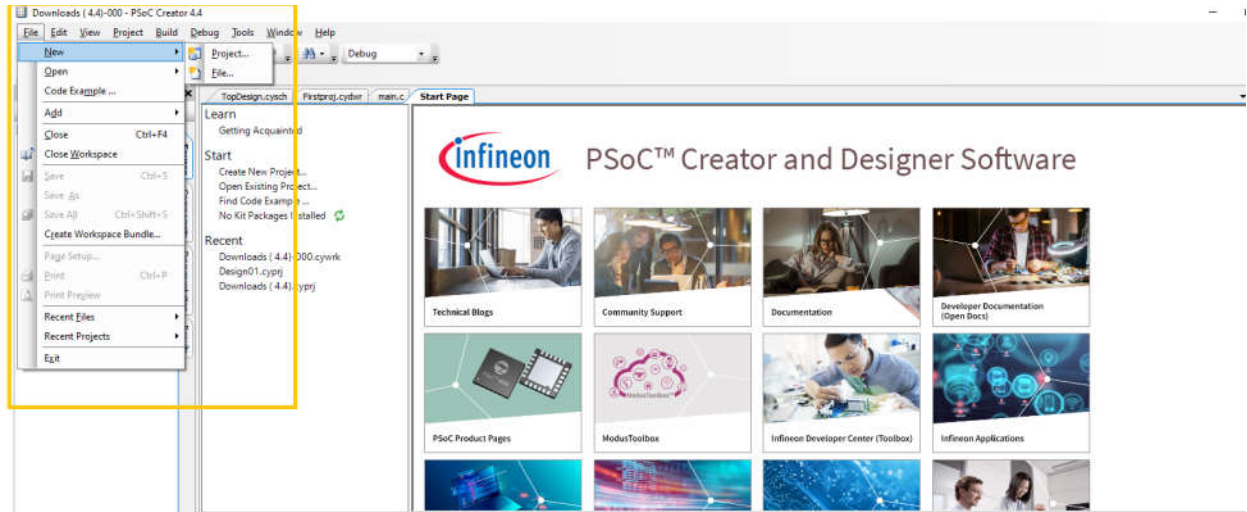 Downloads ( 4.4)-000 - PSoC Creator 4.4
File Edit View Project Build Debug Tools Window Help
New
Project...
File...
Debug
Open
Code Example ...
Add
Close Ctrl+F4
Close Workspace
Save Ctrl+S
Save As
Save All Ctrl+Shift+S
Create Workspace Bundle...
Page Setup...
Print Ctrl+P
Print Preview
Recent Files
Recent Projects
Exit
TopDesign.cysch Firstproj.cydwr main.c Start Page
Learn
Getting Acquainted
Start
Create New Project...
Open Existing Project...
Find Code Example ...
No Kit Packages Installed
Recent
Downloads ( 4.4)-000.cywrk
Design01.cyprj
Downloads ( 4.4).cyprj
infineon
PSoC™ Creator and Designer Software
Technical Blogs
Community Support
Documentation
Developer Documentation
(Open Docs)
ModusToolbox™
PSoC Product Pages
ModusToolbox
Infineon Developer Center (Toolbox)
Infineon Applications